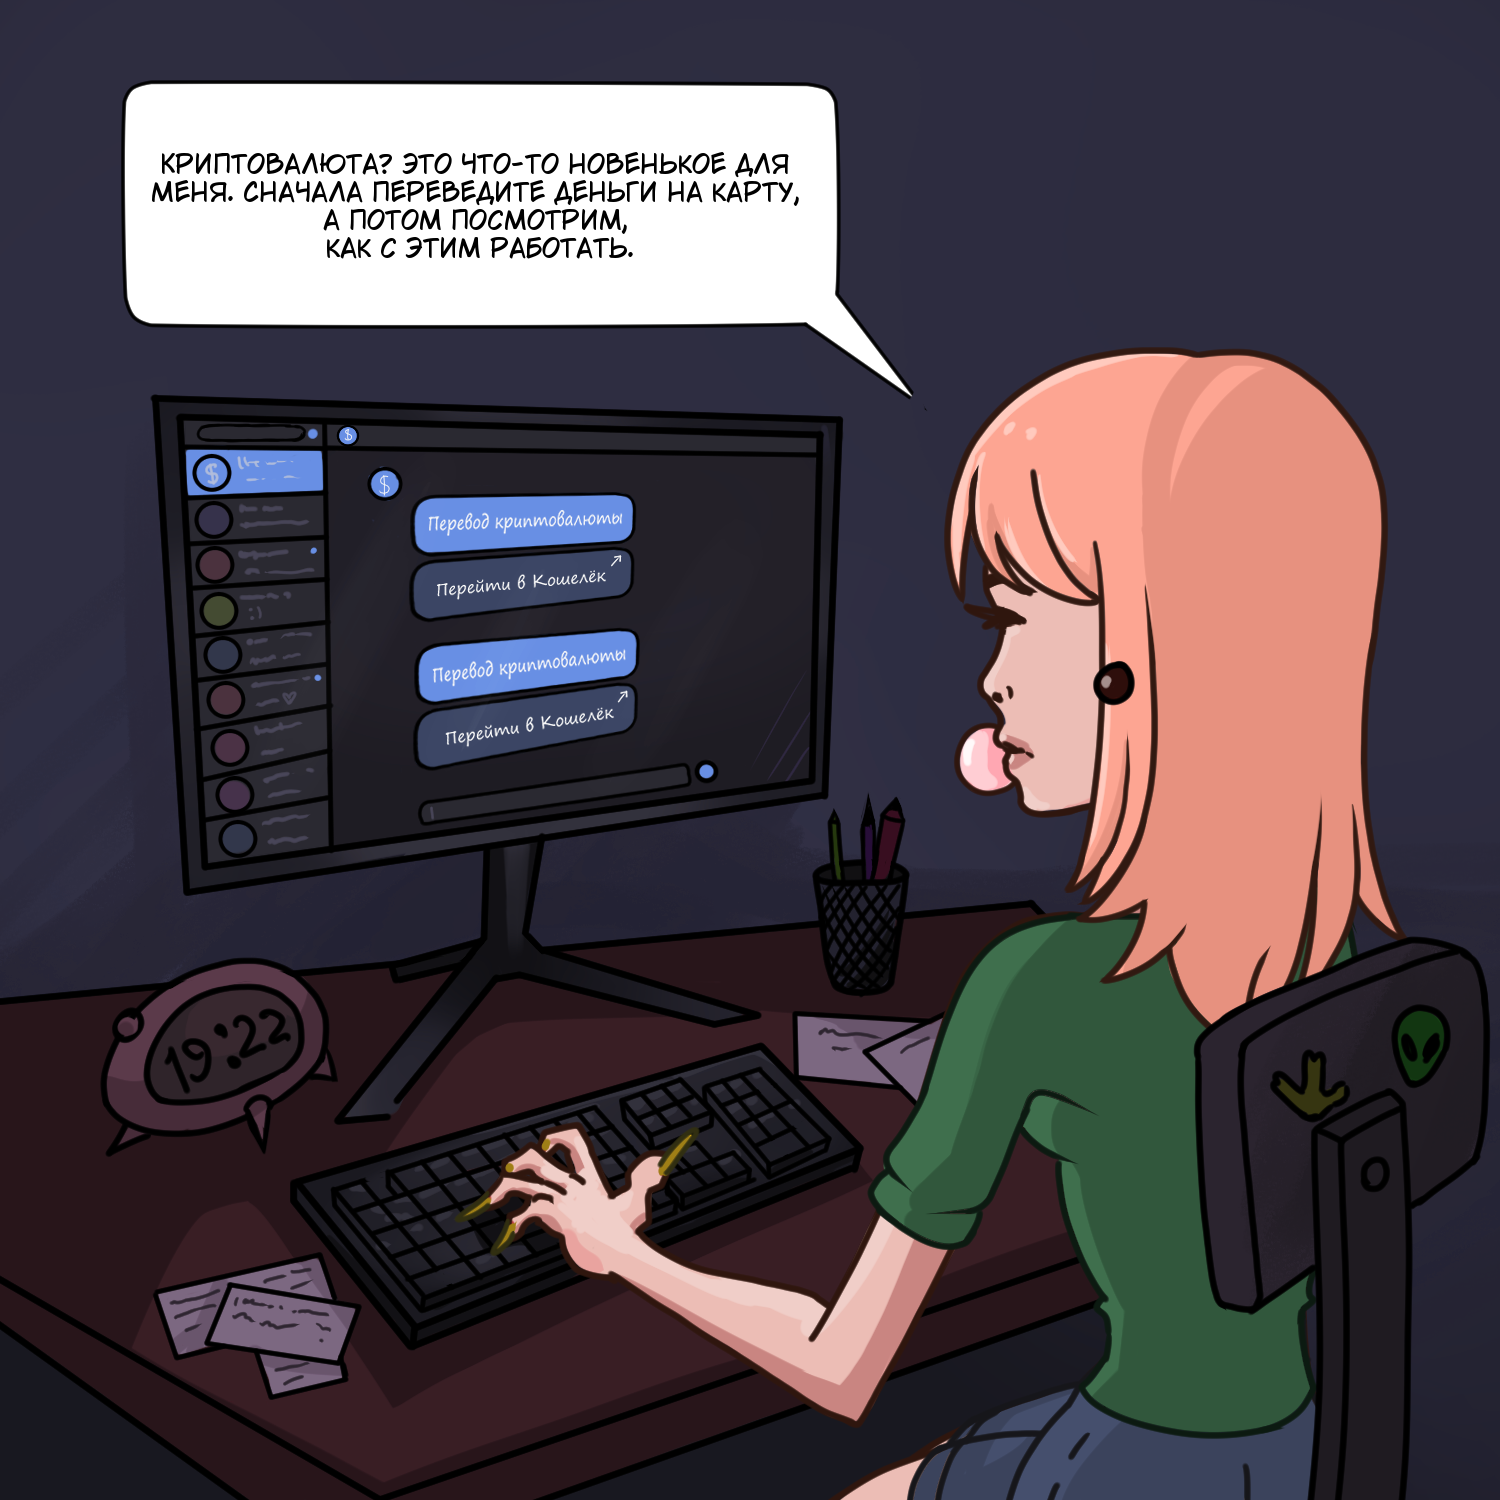 КРИПТОВАЛЮТА? ЭТО ЧТО-ТО НОВЕНЬКОЕ ДЛЯ
МЕНЯ. СНАЧАЛА ПЕРЕВЕДИТЕ ДЕНЬГИ НА КАРТУ,
А ПОТОМ ПОСМОТРИМ,
КАК С ЭТИМ РАБОТАТЬ.
$
$
$
Перевод криптовалюты
Перейти в Кошелёк
:)
Перевод криптовалюты
Перейти в Кошелёк
19:22